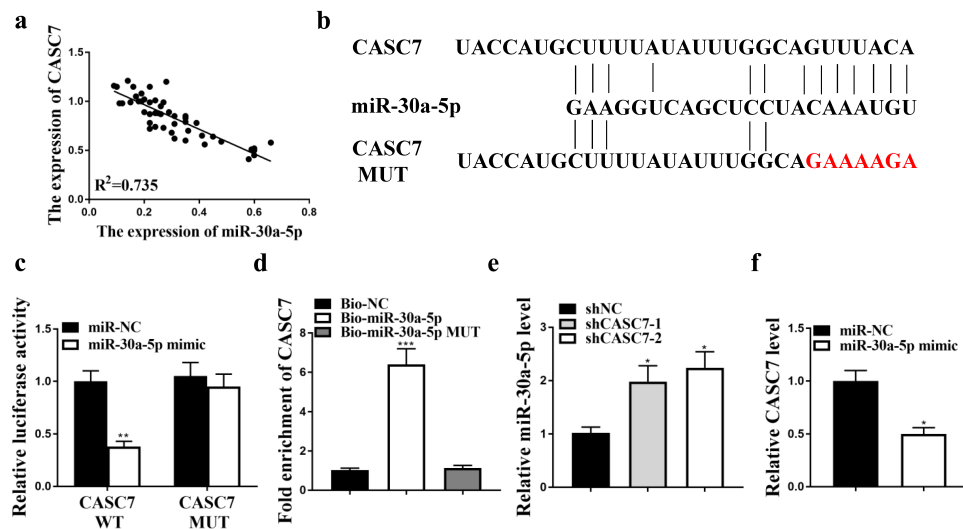 a
The expression of CASC7
1.5
1.0
0.5
0.0
R²=0.735
0.0 0.2 0.4 0.6 0.8
The expression of miR-30a-5p
b
CASC7 UACCAUGCUUUUAUAUUUGGCAGUUUACA
miR-30a-5p GAAGGUCAGCUCCUACAAAUGU
CASC7 MUT UACCAUGCUUUUAUAUUUGGCAGAAAAGA
c
Relative luciferase activity
miR-NC
miR-30a-5p mimic
1.5
1.0
0.5
0.0
**
CASC7 WT
CASC7 MUT
d
Fold enrichment of CASC7
Bio-NC
Bio-miR-30a-5p
Bio-miR-30a-5p MUT
8
6
4
2
0
***
e
Relative miR-30a-5p level
shNC
shCASC7-1
shCASC7-2
3
2
1
0
*
*
f
Relative CASC7 level
miR-NC
miR-30a-5p mimic
1.5
1.0
0.5
0.0
*